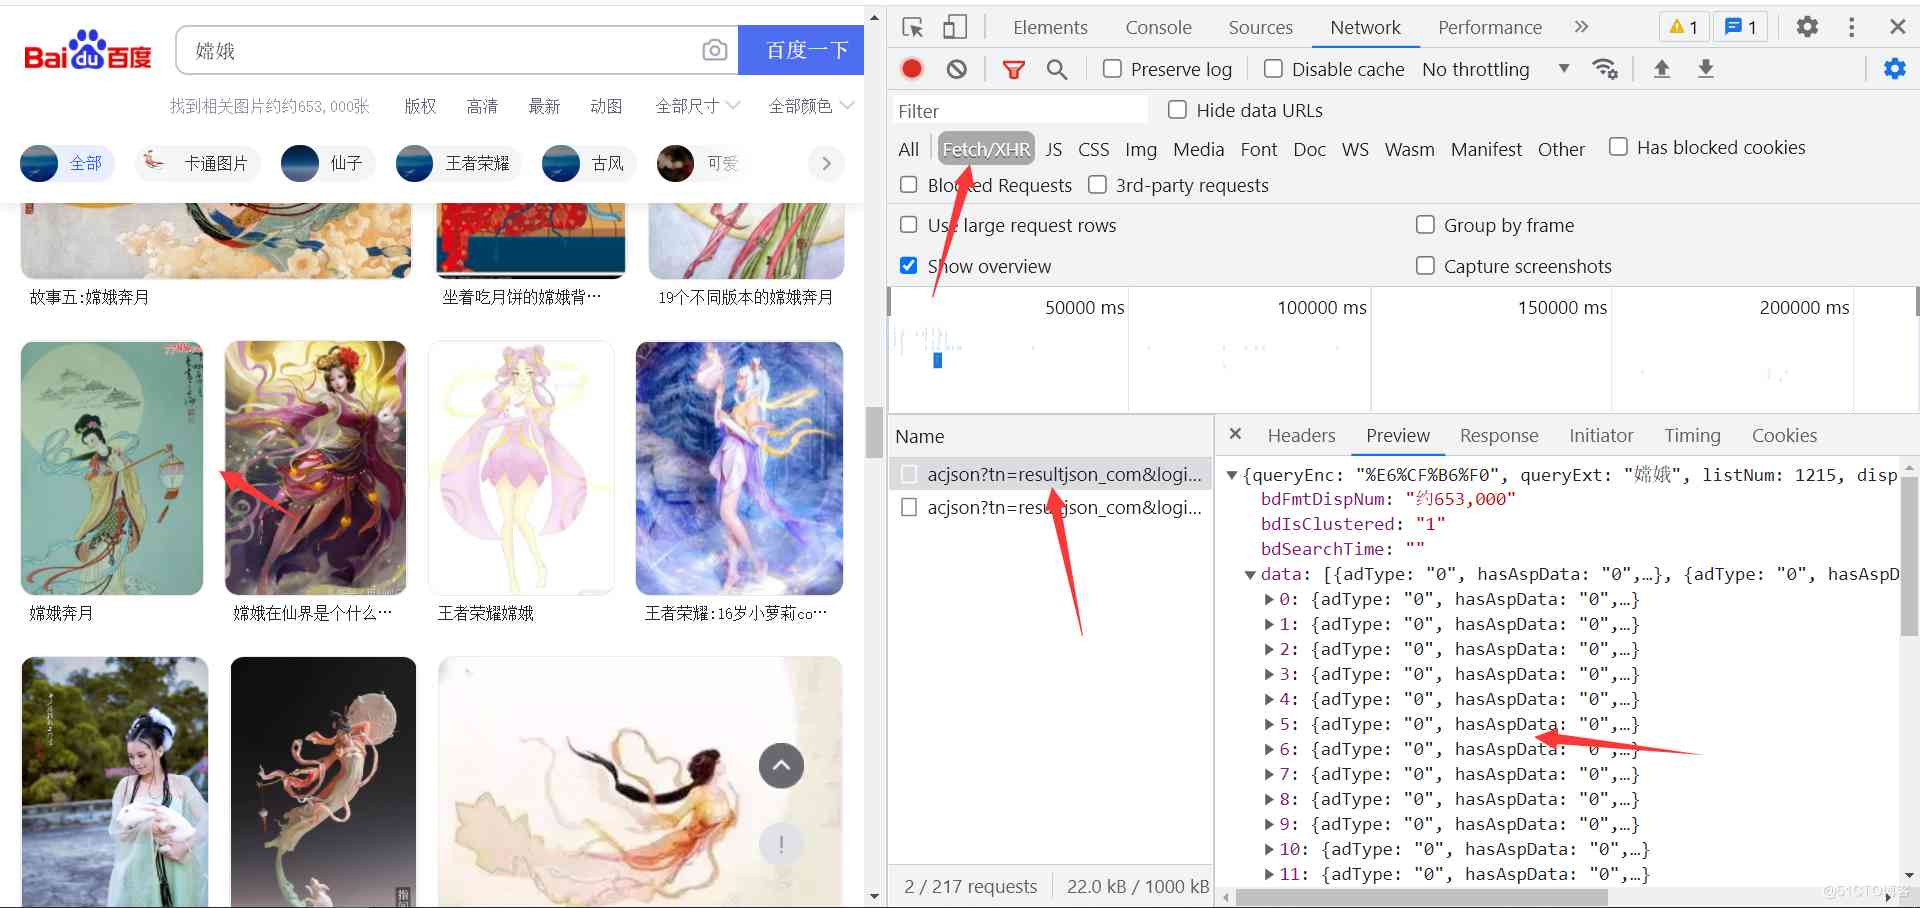 Bai du 百度
嫦娥
百度一下
找到相关图片约约653,000张
版权
高清
最新
动图
全部尺寸
全部颜色
全部
卡通图片
仙子
王者荣耀
古风
可爱
故事五:嫦娥奔月
坐着吃月饼的嫦娥背…
19个不同版本的嫦娥奔月
嫦娥奔月
嫦娥在仙界是个什么…
王者荣耀嫦娥
王者荣耀:16岁小萝莉co…
Elements
Console
Sources
Network
Performance
1
1
Preserve log
Disable cache
No throttling
Filter
Hide data URLs
All
Fetch/XHR
JS
CSS
Img
Media
Font
Doc
WS
Wasm
Manifest
Other
Has blocked cookies
Blocked Requests
3rd-party requests
Use large request rows
Group by frame
Show overview
Capture screenshots
50000 ms
100000 ms
150000 ms
200000 ms
Name
acjson?tn=resultjson_com&logi...
acjson?tn=resultjson_com&logi...
2 / 217 requests
22.0 kB / 1000 kB
Headers
Preview
Response
Initiator
Timing
Cookies
{queryEnc: "%E6%CF%B6%F0", queryExt: "嫦娥", listNum: 1215, disp
bdFmtDispNum: "约653,000"
bdIsClustered: "1"
bdSearchTime: ""
data: [{adType: "0", hasAspData: "0",…}, {adType: "0", hasAspD
0: {adType: "0", hasAspData: "0",…}
1: {adType: "0", hasAspData: "0",…}
2: {adType: "0", hasAspData: "0",…}
3: {adType: "0", hasAspData: "0",…}
4: {adType: "0", hasAspData: "0",…}
5: {adType: "0", hasAspData: "0",…}
6: {adType: "0", hasAspData: "0",…}
7: {adType: "0", hasAspData: "0",…}
8: {adType: "0", hasAspData: "0",…}
9: {adType: "0", hasAspData: "0",…}
10: {adType: "0", hasAspData: "0",…}
11: {adType: "0", hasAspData: "0",…}
@51CTO博客